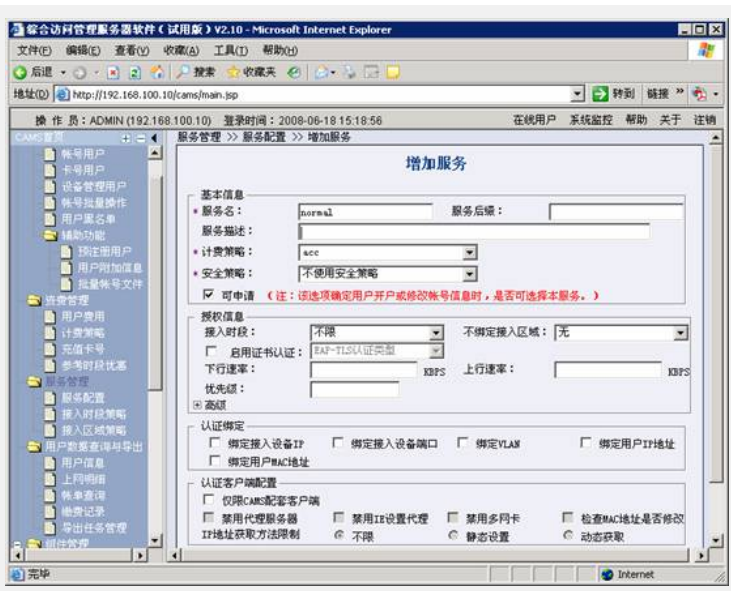 综合访问管理服务器软件(试用版) V2.10 - Microsoft Internet Explorer
文件(F) 编辑(E) 查看(V) 收藏(A) 工具(T) 帮助(H)
后退 搜索 收藏夹
地址(D) http://192.168.100.10/cams/main.jsp 转到 链接 »
操 作 员:ADMIN (192.168.100.10) 登录时间:2008-06-18 15:18:56 在线用户 系统监控 帮助 关于 注销
CAMS首页
服务管理 >> 服务配置 >> 增加服务
帐号用户
卡号用户
设备管理用户
帐号批量操作
用户黑名单
辅助功能
预注册用户
用户附加信息
批量帐号文件
资费管理
用户费用
计费策略
充值卡号
参考时段优惠
服务管理
服务配置
接入时段策略
接入区域策略
用户数据查询与导出
用户信息
上网明细
帐单查询
缴费记录
导出任务管理
组件管理
增加服务
基本信息
* 服务名: normal 服务后缀:
服务描述:
* 计费策略: acc
* 安全策略: 不使用安全策略
可申请 (注:该选项确定用户开户或修改帐号信息时,是否可选择本服务。)
授权信息
接入时段: 不限 不绑定接入区域: 无
启用证书认证: EAP-TLS认证类型
下行速率: KBPS 上行速率: KBPS
优先级:
高级
认证绑定
绑定接入设备IP 绑定接入设备端口 绑定VLAN 绑定用户IP地址
绑定用户MAC地址
认证客户端配置
仅限CAMS配套客户端
禁用代理服务器 禁用IE设置代理 禁用多网卡 检查MAC地址是否修改
IP地址获取方法限制 不限 静态设置 动态获取
完毕 Internet